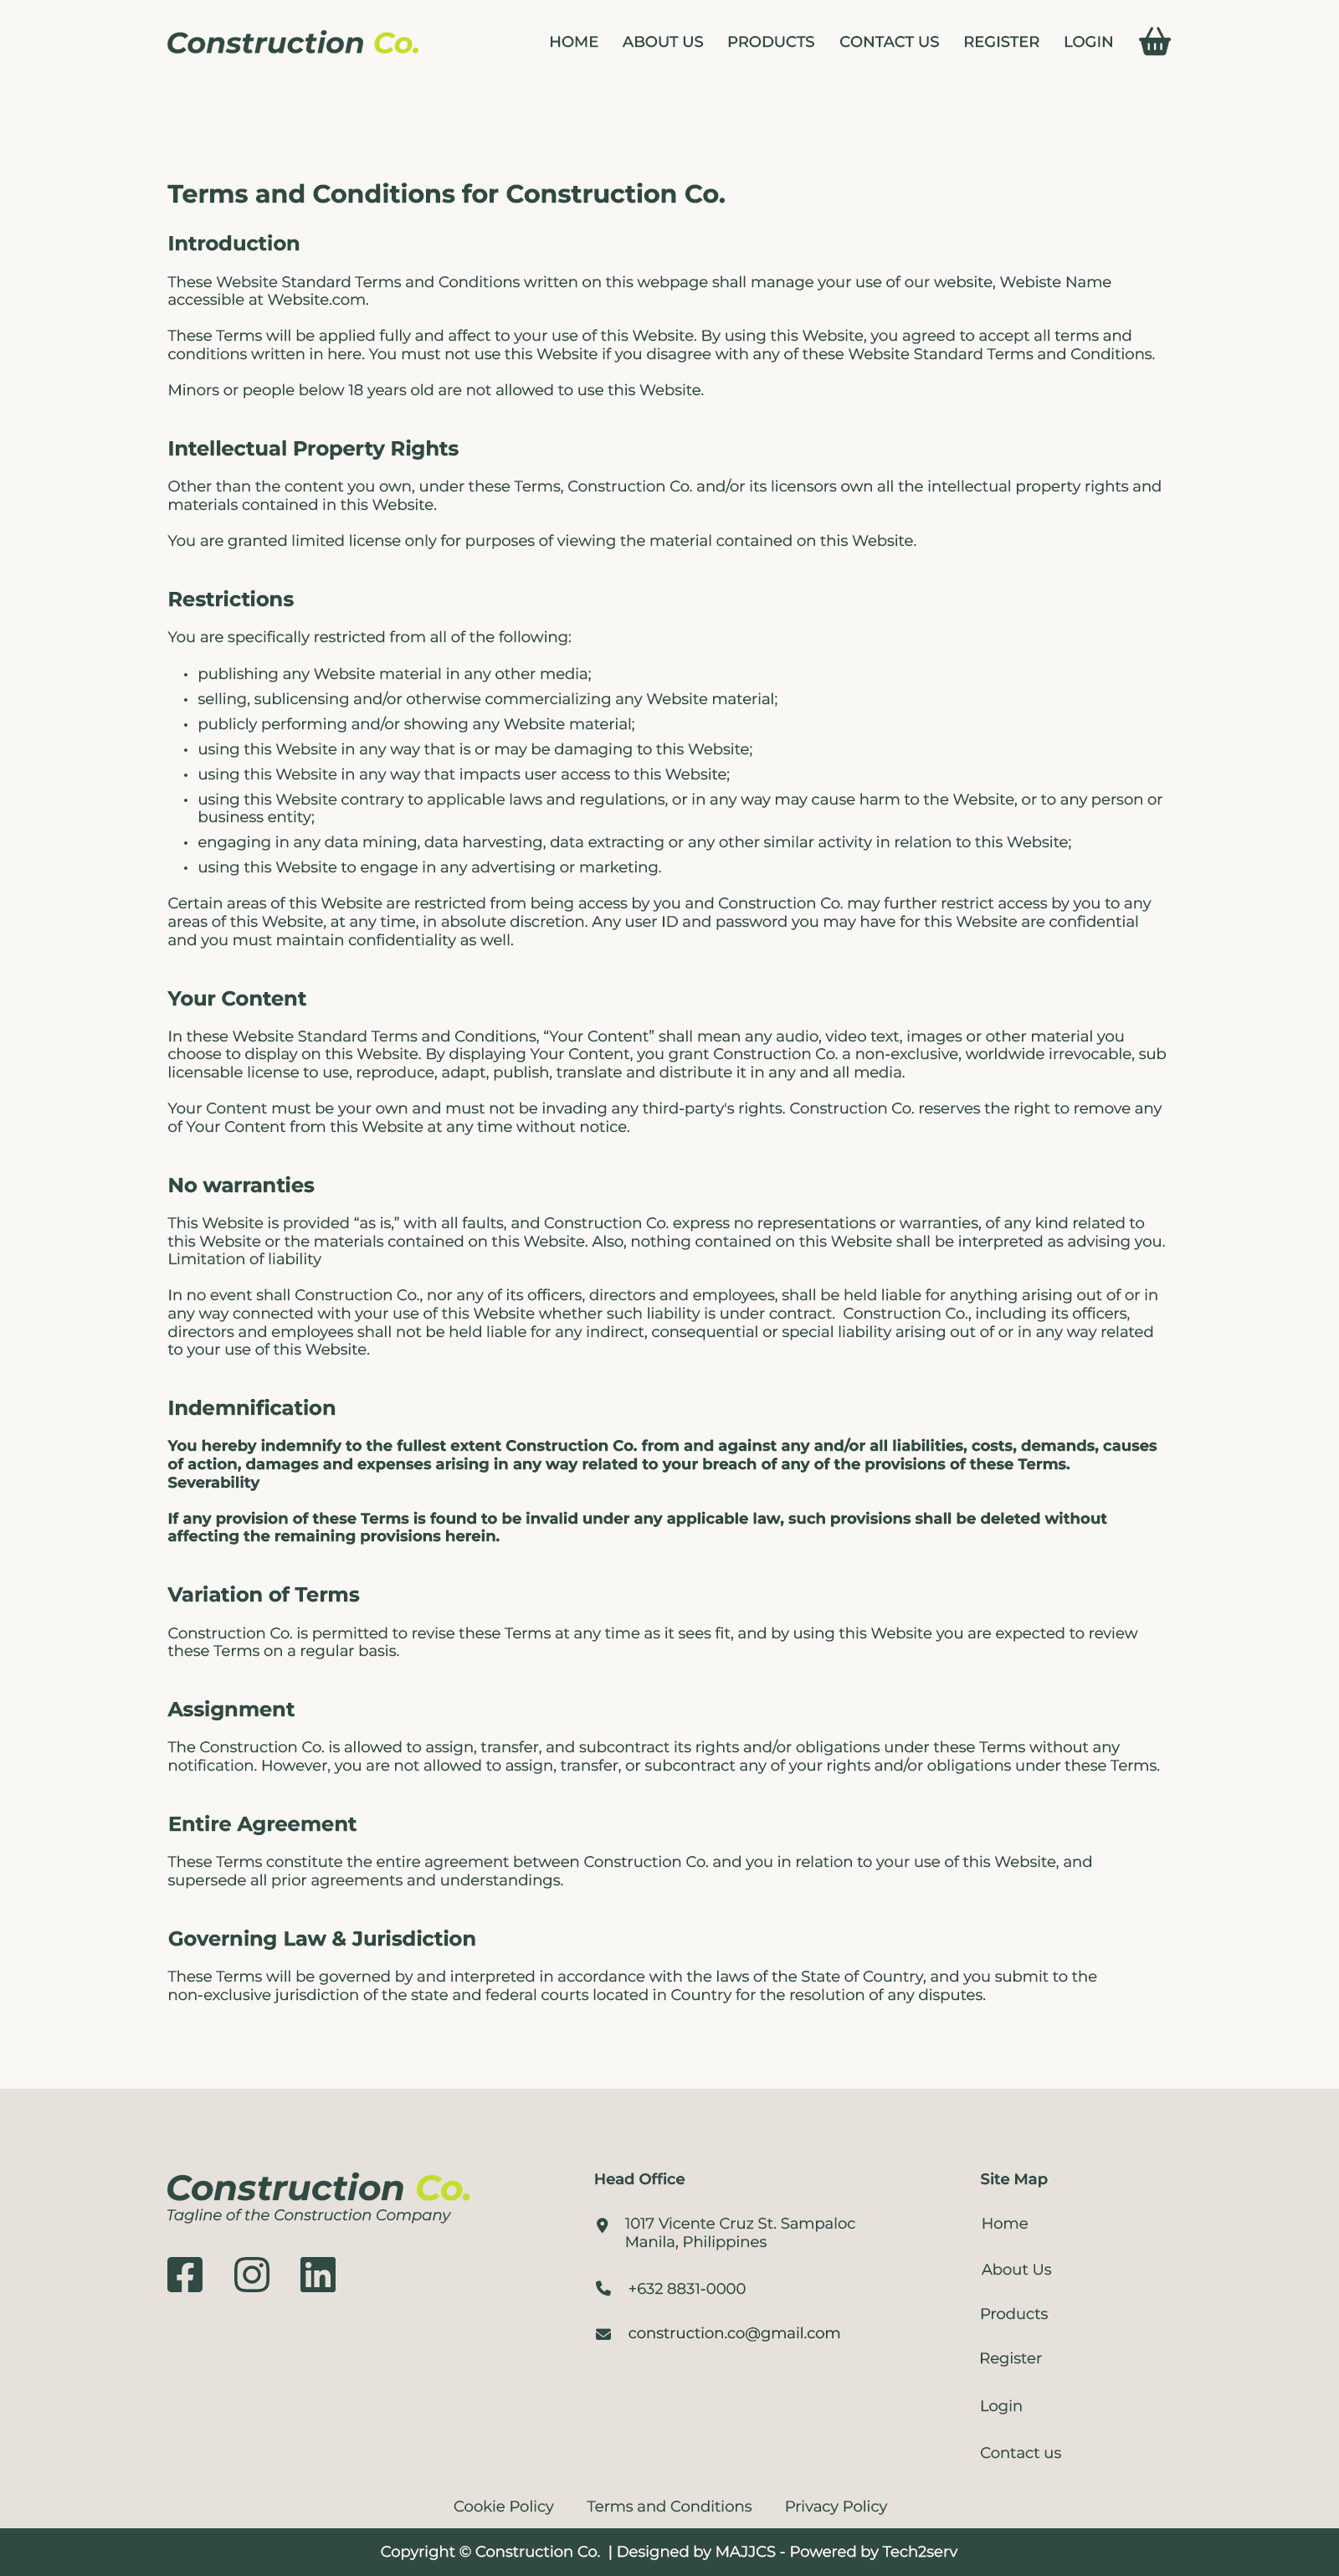 Construction Co.
HOME ABOUT US PRODUCTS CONTACT US REGISTER LOGIN
Terms and Conditions for Construction Co.
Introduction
These Website Standard Terms and Conditions written on this webpage shall manage your use of our website, Webiste Name
accessible at Website.com.
These Terms will be applied fully and affect to your use of this Website. By using this Website, you agreed to accept all terms and
conditions written in here. You must not use this Website if you disagree with any of these Website Standard Terms and Conditions.
Minors or people below 18 years old are not allowed to use this Website.
Intellectual Property Rights
Other than the content you own, under these Terms, Construction Co. and/or its licensors own all the intellectual property rights and
materials contained in this Website.
You are granted limited license only for purposes of viewing the material contained on this Website.
Restrictions
You are specifically restricted from all of the following:
• publishing any Website material in any other media;
• selling, sublicensing and/or otherwise commercializing any Website material;
• publicly performing and/or showing any Website material;
• using this Website in any way that is or may be damaging to this Website;
• using this Website in any way that impacts user access to this Website;
• using this Website contrary to applicable laws and regulations, or in any way may cause harm to the Website, or to any person or
business entity;
• engaging in any data mining, data harvesting, data extracting or any other similar activity in relation to this Website;
• using this Website to engage in any advertising or marketing.
Certain areas of this Website are restricted from being access by you and Construction Co. may further restrict access by you to any
areas of this Website, at any time, in absolute discretion. Any user ID and password you may have for this Website are confidential
and you must maintain confidentiality as well.
Your Content
In these Website Standard Terms and Conditions, “Your Content” shall mean any audio, video text, images or other material you
choose to display on this Website. By displaying Your Content, you grant Construction Co. a non-exclusive, worldwide irrevocable, sub
licensable license to use, reproduce, adapt, publish, translate and distribute it in any and all media.
Your Content must be your own and must not be invading any third-party's rights. Construction Co. reserves the right to remove any
of Your Content from this Website at any time without notice.
No warranties
This Website is provided “as is,” with all faults, and Construction Co. express no representations or warranties, of any kind related to
this Website or the materials contained on this Website. Also, nothing contained on this Website shall be interpreted as advising you.
Limitation of liability
In no event shall Construction Co., nor any of its officers, directors and employees, shall be held liable for anything arising out of or in
any way connected with your use of this Website whether such liability is under contract. Construction Co., including its officers,
directors and employees shall not be held liable for any indirect, consequential or special liability arising out of or in any way related
to your use of this Website.
Indemnification
You hereby indemnify to the fullest extent Construction Co. from and against any and/or all liabilities, costs, demands, causes
of action, damages and expenses arising in any way related to your breach of any of the provisions of these Terms.
Severability
If any provision of these Terms is found to be invalid under any applicable law, such provisions shall be deleted without
affecting the remaining provisions herein.
Variation of Terms
Construction Co. is permitted to revise these Terms at any time as it sees fit, and by using this Website you are expected to review
these Terms on a regular basis.
Assignment
The Construction Co. is allowed to assign, transfer, and subcontract its rights and/or obligations under these Terms without any
notification. However, you are not allowed to assign, transfer, or subcontract any of your rights and/or obligations under these Terms.
Entire Agreement
These Terms constitute the entire agreement between Construction Co. and you in relation to your use of this Website, and
supersede all prior agreements and understandings.
Governing Law & Jurisdiction
These Terms will be governed by and interpreted in accordance with the laws of the State of Country, and you submit to the
non-exclusive jurisdiction of the state and federal courts located in Country for the resolution of any disputes.
Construction Co.
Tagline of the Construction Company
Head Office
1017 Vicente Cruz St. Sampaloc
Manila, Philippines
+632 8831-0000
construction.co@gmail.com
Site Map
Home
About Us
Products
Register
Login
Contact us
Cookie Policy Terms and Conditions Privacy Policy
Copyright © Construction Co. | Designed by MAJJCS - Powered by Tech2serv